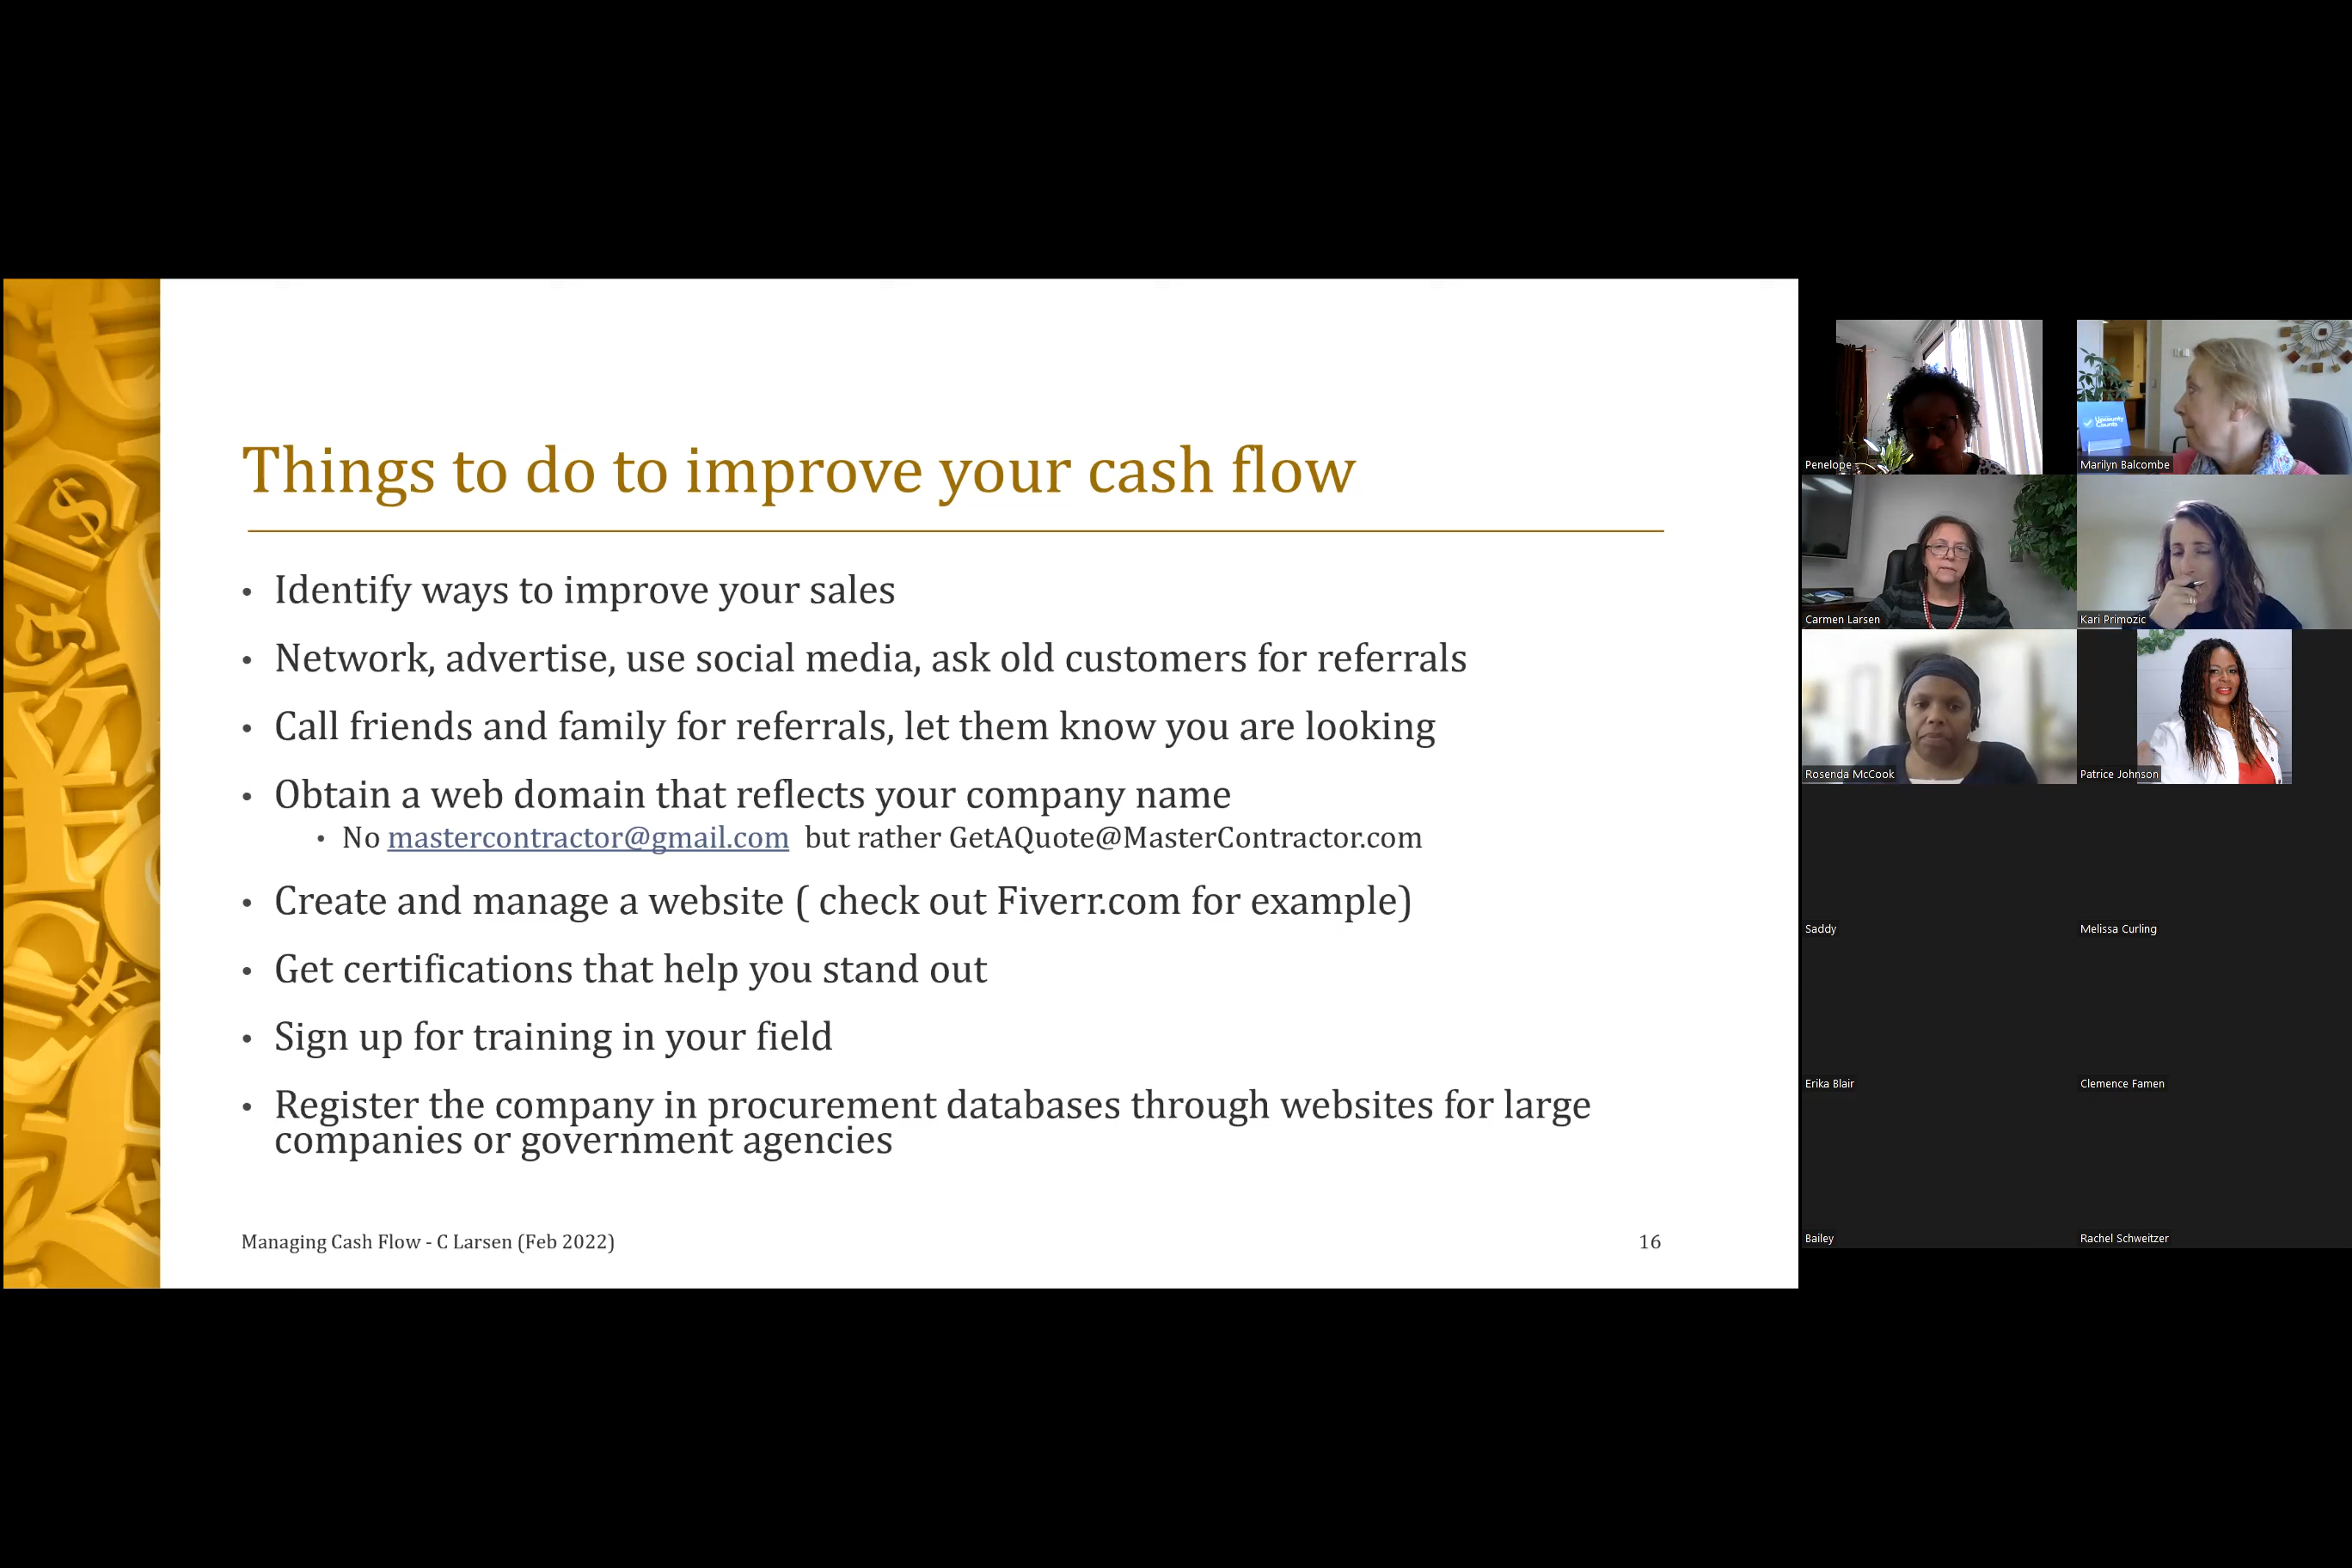 Things to do to improve your cash flow
• Identify ways to improve your sales
• Network, advertise, use social media, ask old customers for referrals
• Call friends and family for referrals, let them know you are looking
• Obtain a web domain that reflects your company name
• No mastercontractor@gmail.com but rather GetAQuote@MasterContractor.com
• Create and manage a website ( check out Fiverr.com for example)
• Get certifications that help you stand out
• Sign up for training in your field
• Register the company in procurement databases through websites for large
companies or government agencies
Managing Cash Flow - C Larsen (Feb 2022)
16
Penelope
Upcounty
Counts
Marilyn Balcombe
Carmen Larsen
Kari Primozic
Rosenda McCook
Patrice Johnson
Saddy
Melissa Curling
Erika Blair
Clemence Famen
Bailey
Rachel Schweitzer